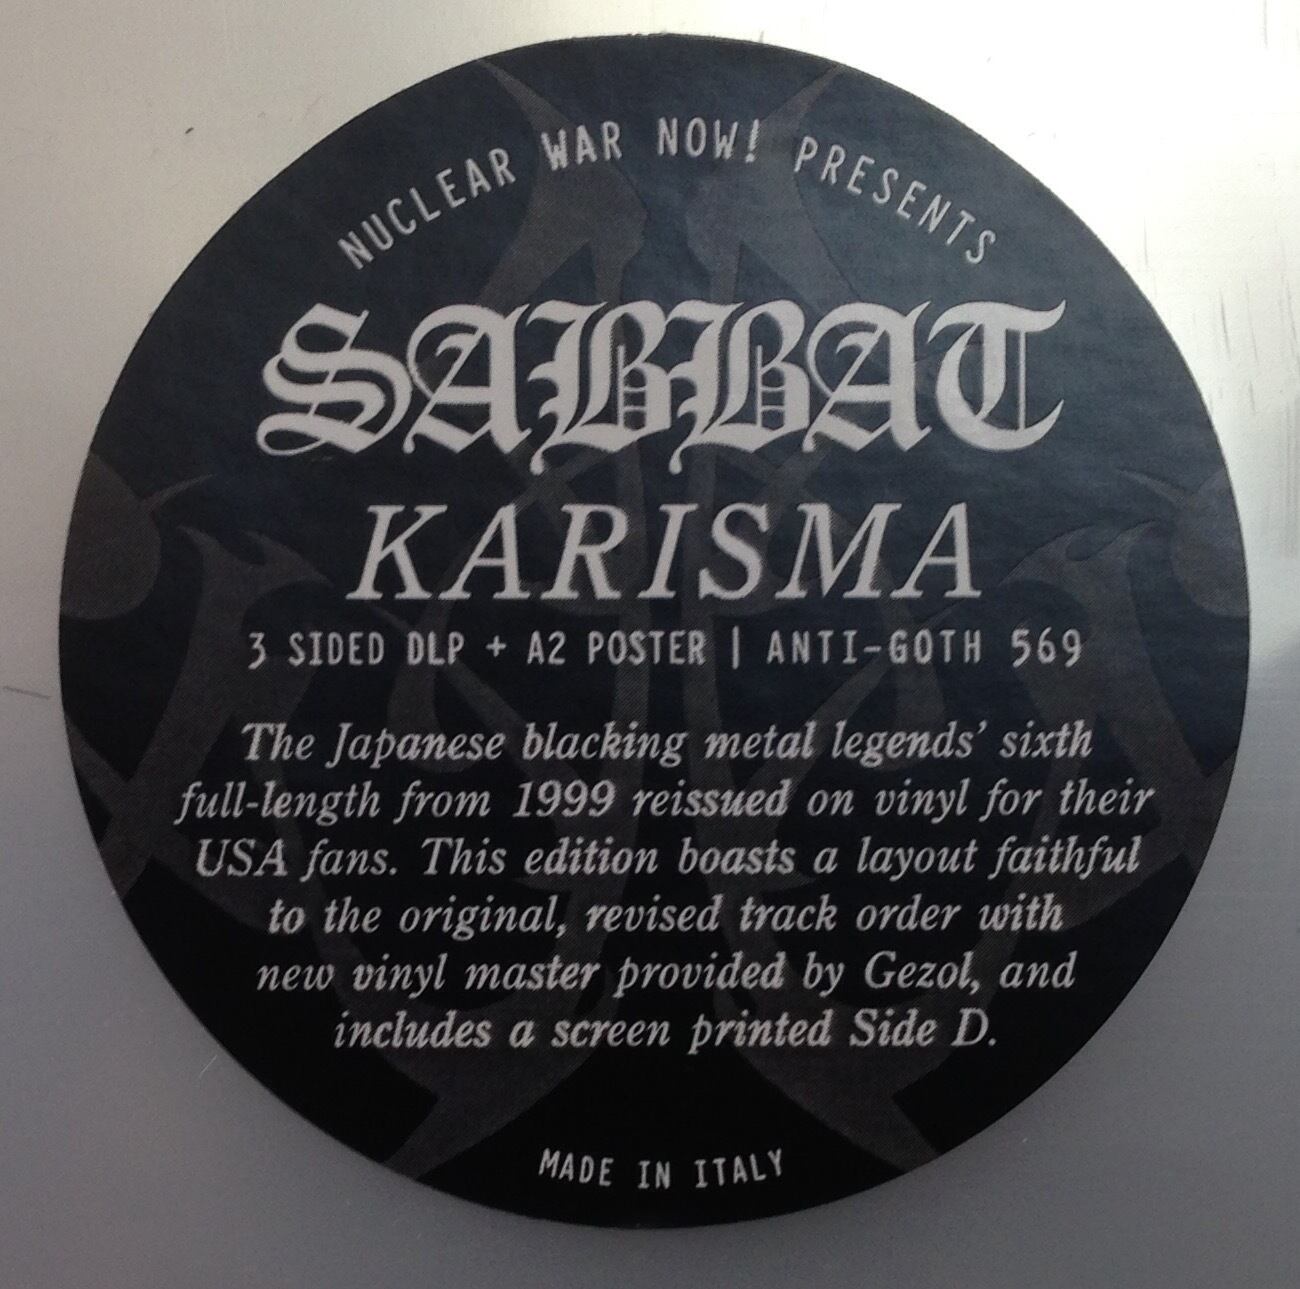 NUCLEAR WAR NOW! PRESENTS
SABBAT
KARISMA
3 SIDED DLP + A2 POSTER | ANTI-GOTH 569
The Japanese blacking metal legends’ sixth
full-length from 1999 reissued on vinyl for their
USA fans. This edition boasts a layout faithful
to the original, revised track order with
new vinyl master provided by Gezol, and
includes a screen printed Side D.
MADE IN ITALY